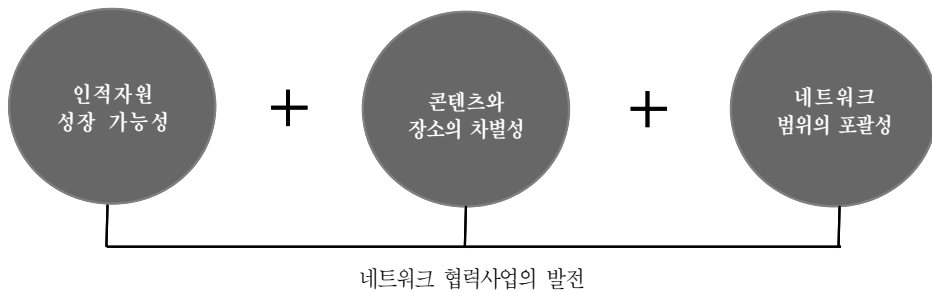 인적자원
성장 가능성
+
콘텐츠와
장소의 차별성
+
네트워크
범위의 포괄성
네트워크 협력사업의 발전